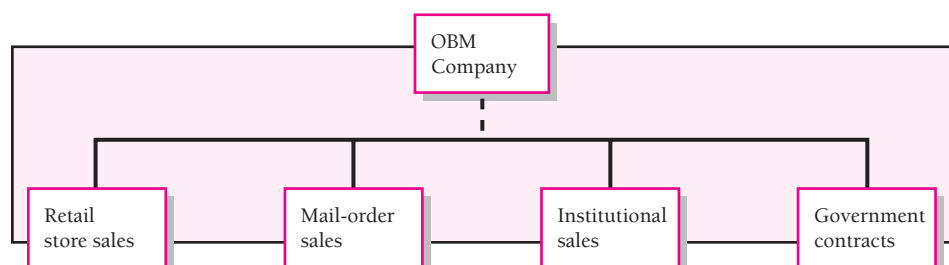 OBM
Company
Retail
store sales
Mail-order
sales
Institutional
sales
Government
contracts